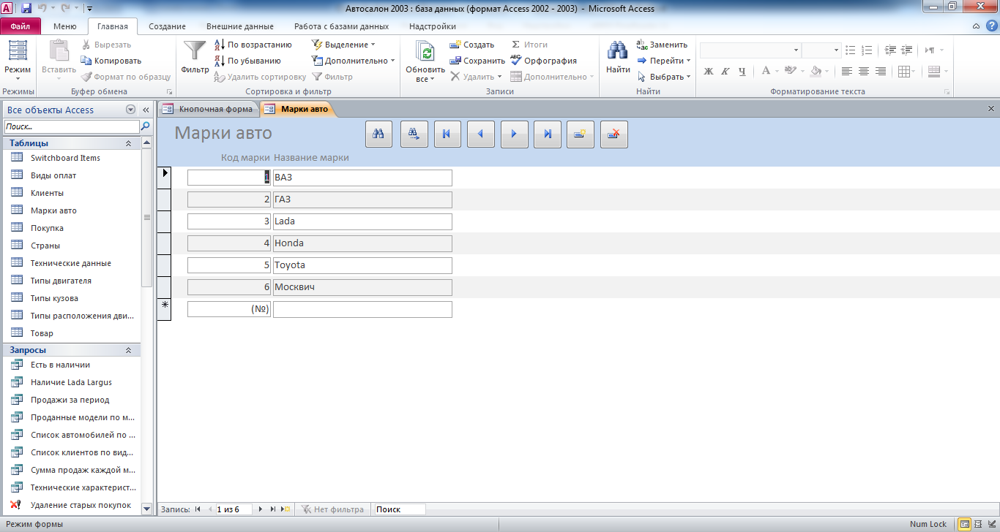 Автосалон 2003 : база данных (формат Access 2002 - 2003) - Microsoft Access
Файл Меню Главная Создание Внешние данные Работа с базами данных Надстройки
Режим
Режимы
Вставить
Вырезать
Копировать
Формат по образцу
Буфер обмена
Фильтр
По возрастанию
По убыванию
Удалить сортировку
Выделение
Дополнительно
Фильтр
Сортировка и фильтр
Обновить
все
Создать
Сохранить
Удалить
Итоги
Орфография
Дополнительно
Записи
Найти
Заменить
Перейти
Выбрать
Найти
Ж К Ч А
Форматирование текста
Все объекты Access
Поиск...
Таблицы
Switchboard Items
Виды оплат
Клиенты
Марки авто
Покупка
Страны
Технические данные
Типы двигателя
Типы кузова
Типы расположения дви...
Товар
Запросы
Есть в наличии
Наличие Lada Largus
Продажи за период
Проданные модели по м...
Список автомобилей по ...
Список клиентов по вид...
Сумма продаж каждой м...
Технические характерист...
Удаление старых покупок
Кнопочная форма Марки авто
Марки авто
Код марки Название марки
1 ВАЗ
2 ГАЗ
3 Lada
4 Honda
5 Toyota
6 Москвич
(№)
Запись: 1 из 6 Нет фильтра Поиск
Режим формы Num Lock